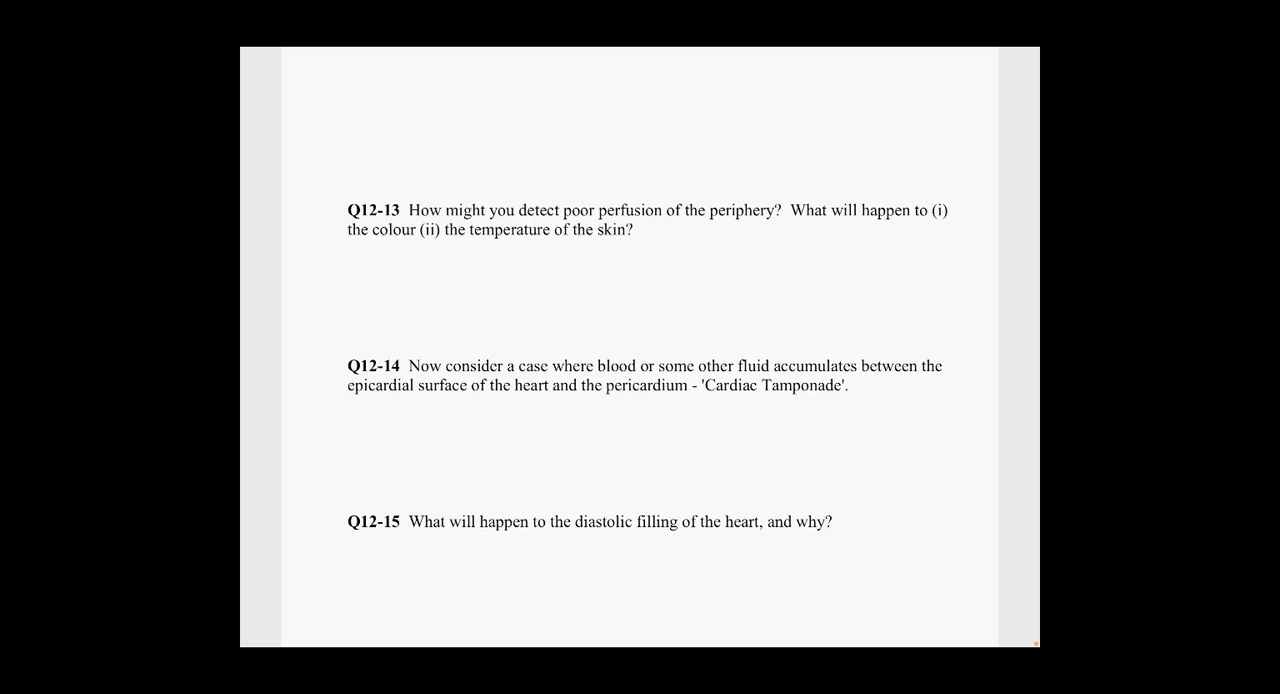 Q12-13 How might you detect poor perfusion of the periphery? What will happen to (i)
the colour (ii) the temperature of the skin?
Q12-14 Now consider a case where blood or some other fluid accumulates between the
epicardial surface of the heart and the pericardium - 'Cardiac Tamponade'.
Q12-15 What will happen to the diastolic filling of the heart, and why?